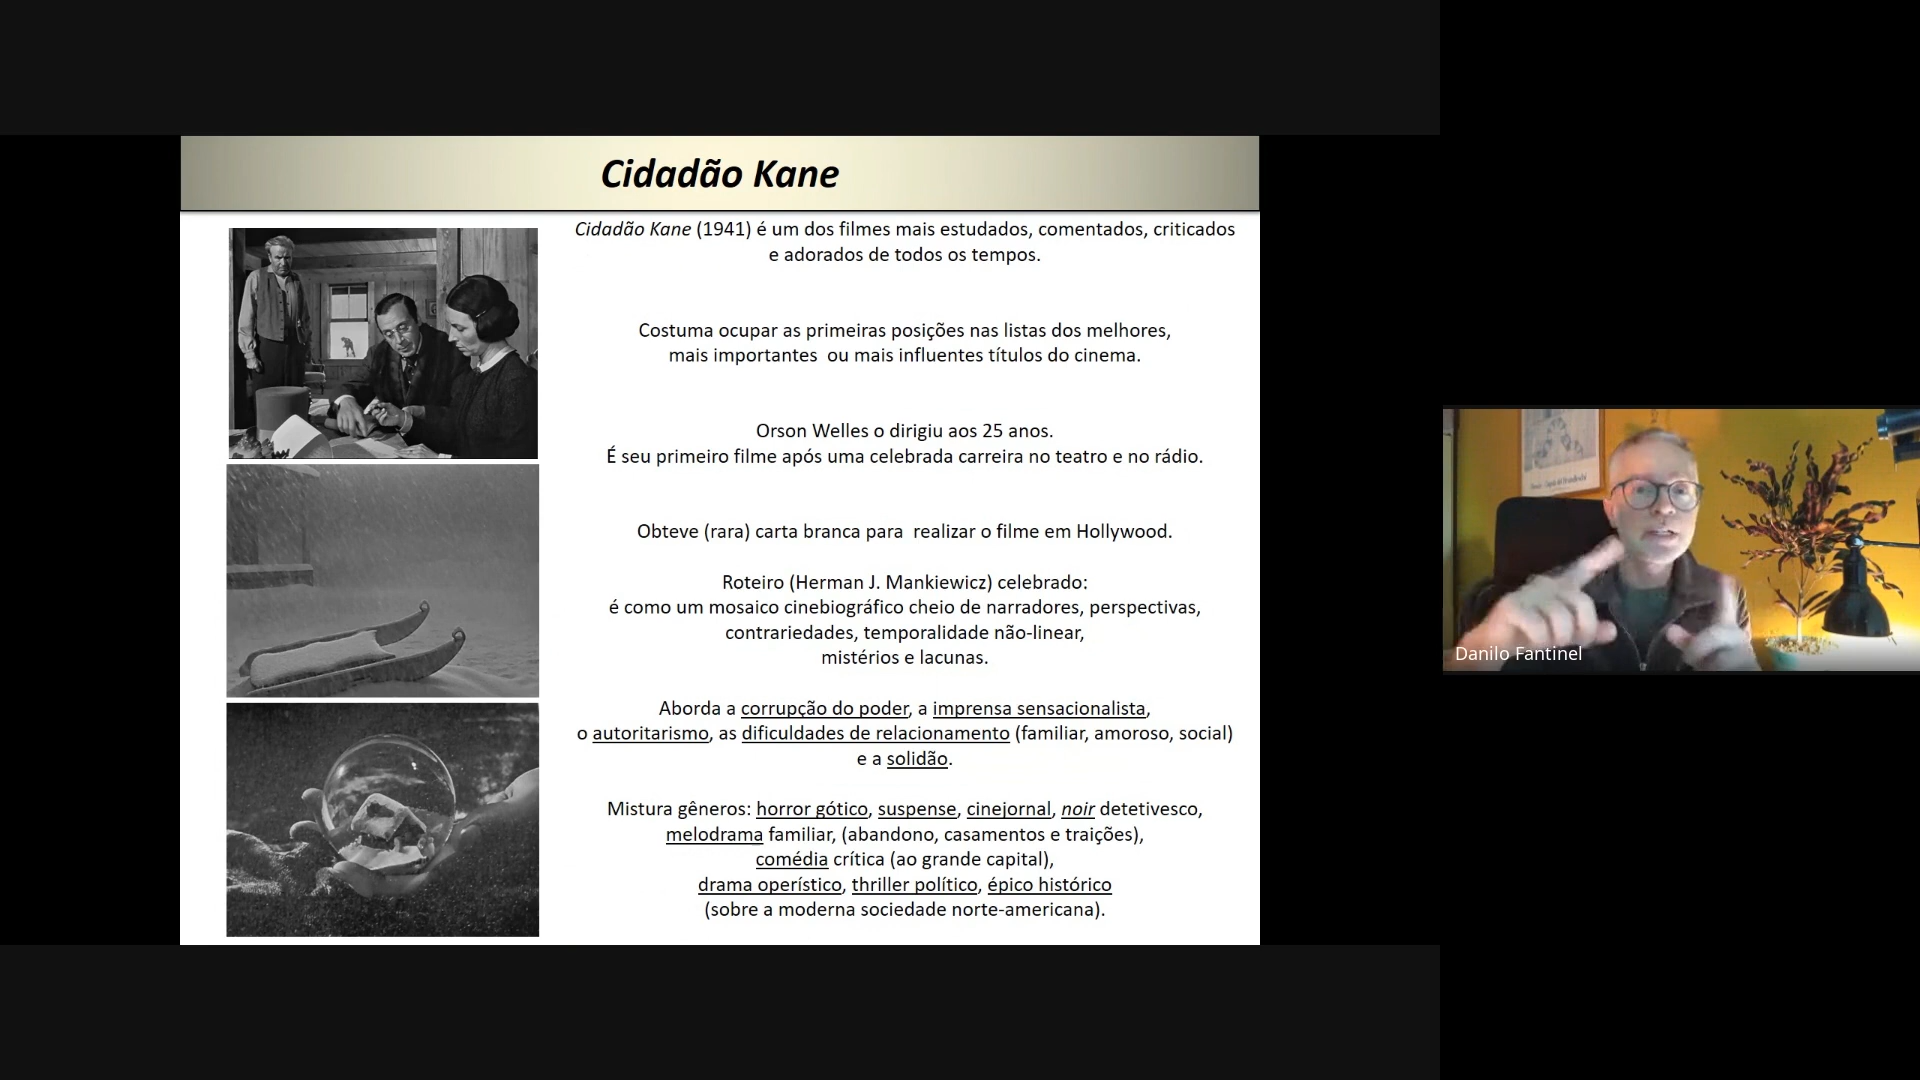 Cidadão Kane
Cidadão Kane (1941) é um dos filmes mais estudados, comentados, criticados
e adorados de todos os tempos.
Costuma ocupar as primeiras posições nas listas dos melhores,
mais importantes  ou mais influentes títulos do cinema.
Orson Welles o dirigiu aos 25 anos.
É seu primeiro filme após uma celebrada carreira no teatro e no rádio.
Obteve (rara) carta branca para  realizar o filme em Hollywood.
Roteiro (Herman J. Mankiewicz) celebrado:
é como um mosaico cinebiográfico cheio de narradores, perspectivas,
contrariedades, temporalidade não-linear,
mistérios e lacunas.
Aborda a corrupção do poder, a imprensa sensacionalista,
o autoritarismo, as dificuldades de relacionamento (familiar, amoroso, social)
e a solidão.
Mistura gêneros: horror gótico, suspense, cinejornal, noir detetivesco,
melodrama familiar, (abandono, casamentos e traições),
comédia crítica (ao grande capital),
drama operístico, thriller político, épico histórico
(sobre a moderna sociedade norte-americana).
Danilo Fantinel